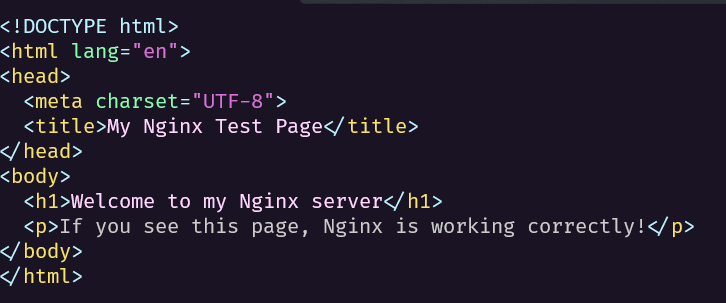 <!DOCTYPE html>
<html lang="en">
<head>
  <meta charset="UTF-8">
  <title>My Nginx Test Page</title>
</head>
<body>
  <h1>Welcome to my Nginx server</h1>
  <p>If you see this page, Nginx is working correctly!</p>
</body>
</html>